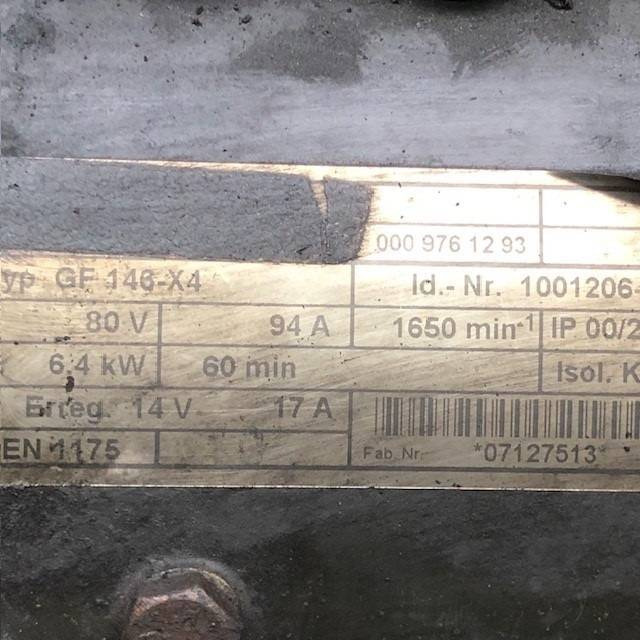 000 976 12 93
yp GF 146-X4 Id.- Nr. 1001206-
80 V 94 A 1650 min-1 IP 00/2
6.4 kW 60 min Isol. K
Erreg. 14 V 17 A
EN 1175 Fab. Nr. *07127513*